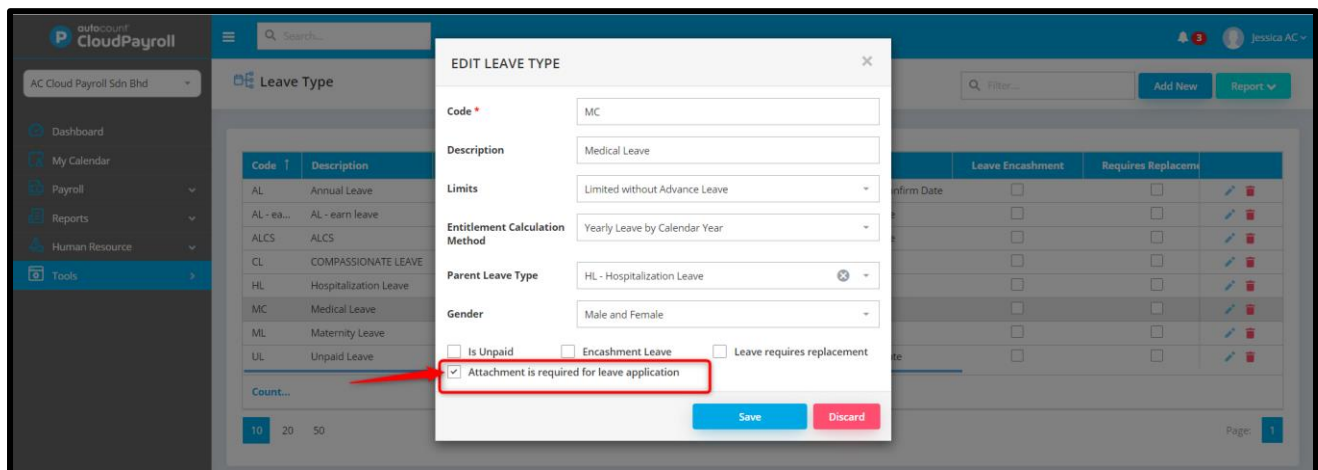 autocount
P CloudPayroll
Search...
3
Jessica AC
AC Cloud Payroll Sdn Bhd
Leave Type
Filter...
Add New
Report
Dashboard
My Calendar
Payroll
Reports
Human Resource
Tools
Code ↑ Description Leave Encashment Requires Replaceme
AL Annual Leave nfirm Date
AL - ea... AL - earn leave
ALCS ALCS
CL COMPASSIONATE LEAVE
HL Hospitalization Leave
MC Medical Leave
ML Maternity Leave
UL Unpaid Leave
Count...
10 20 50
Page: 1
EDIT LEAVE TYPE ×
Code * MC
Description Medical Leave
Limits Limited without Advance Leave
Entitlement Calculation
Method
Yearly Leave by Calendar Year
Parent Leave Type HL - Hospitalization Leave
Gender Male and Female
Is Unpaid Encashment Leave Leave requires replacement
Attachment is required for leave application
Save Discard